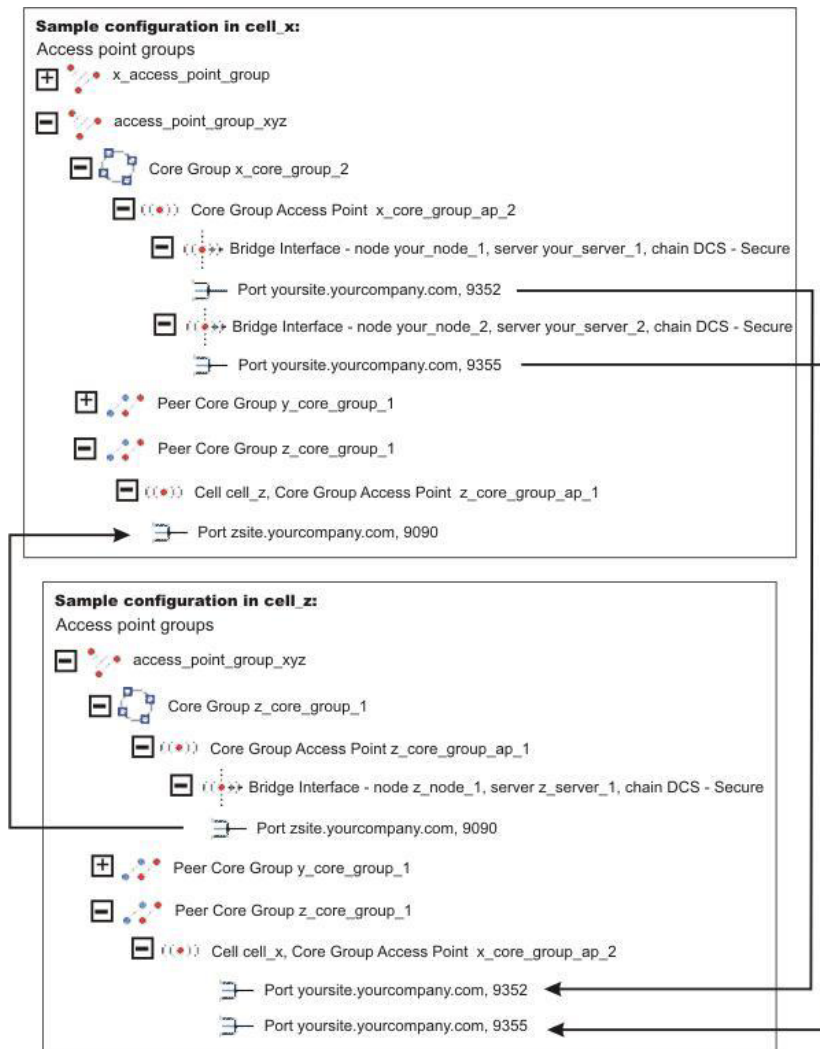 Sample configuration in cell_x:
Access point groups
x_access_point_group
access_point_group_xyz
Core Group x_core_group_2
Core Group Access Point x_core_group_ap_2
Bridge Interface - node your_node_1, server your_server_1, chain DCS - Secure
Port yoursite.yourcompany.com, 9352
Bridge Interface - node your_node_2, server your_server_2, chain DCS - Secure
Port yoursite.yourcompany.com, 9355
Peer Core Group y_core_group_1
Peer Core Group z_core_group_1
Cell cell_z, Core Group Access Point z_core_group_ap_1
Port zsite.yourcompany.com, 9090
Sample configuration in cell_z:
Access point groups
access_point_group_xyz
Core Group z_core_group_1
Core Group Access Point z_core_group_ap_1
Bridge Interface - node z_node_1, server z_server_1, chain DCS - Secure
Port zsite.yourcompany.com, 9090
Peer Core Group y_core_group_1
Peer Core Group z_core_group_1
Cell cell_x, Core Group Access Point x_core_group_ap_2
Port yoursite.yourcompany.com, 9352
Port yoursite.yourcompany.com, 9355